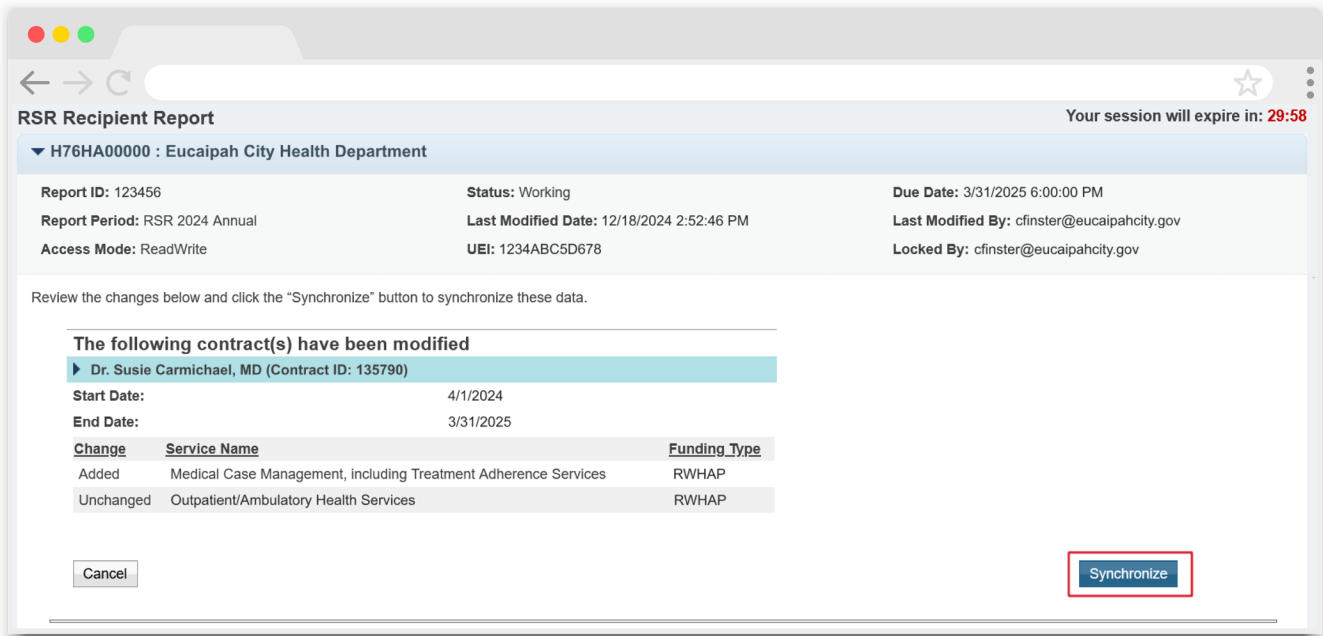 RSR Recipient Report
Your session will expire in: 29:58
H76HA00000 : Eucaipah City Health Department
Report ID: 123456 Status: Working Due Date: 3/31/2025 6:00:00 PM
Report Period: RSR 2024 Annual Last Modified Date: 12/18/2024 2:52:46 PM Last Modified By: cfinster@eucaipahcity.gov
Access Mode: ReadWrite UEI: 1234ABC5D678 Locked By: cfinster@eucaipahcity.gov
Review the changes below and click the “Synchronize” button to synchronize these data.
The following contract(s) have been modified
Dr. Susie Carmichael, MD (Contract ID: 135790)
Start Date: 4/1/2024
End Date: 3/31/2025
Change Service Name Funding Type
Added Medical Case Management, including Treatment Adherence Services RWHAP
Unchanged Outpatient/Ambulatory Health Services RWHAP
Cancel Synchronize